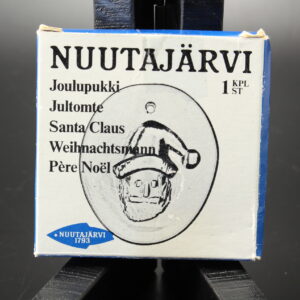 NUUTAJÄRVI
Joulupukki
Jultomte
Santa Claus
Weihnachtsmann
Père Noël
1 KPL
ST
NUUTAJÄRVI
1793